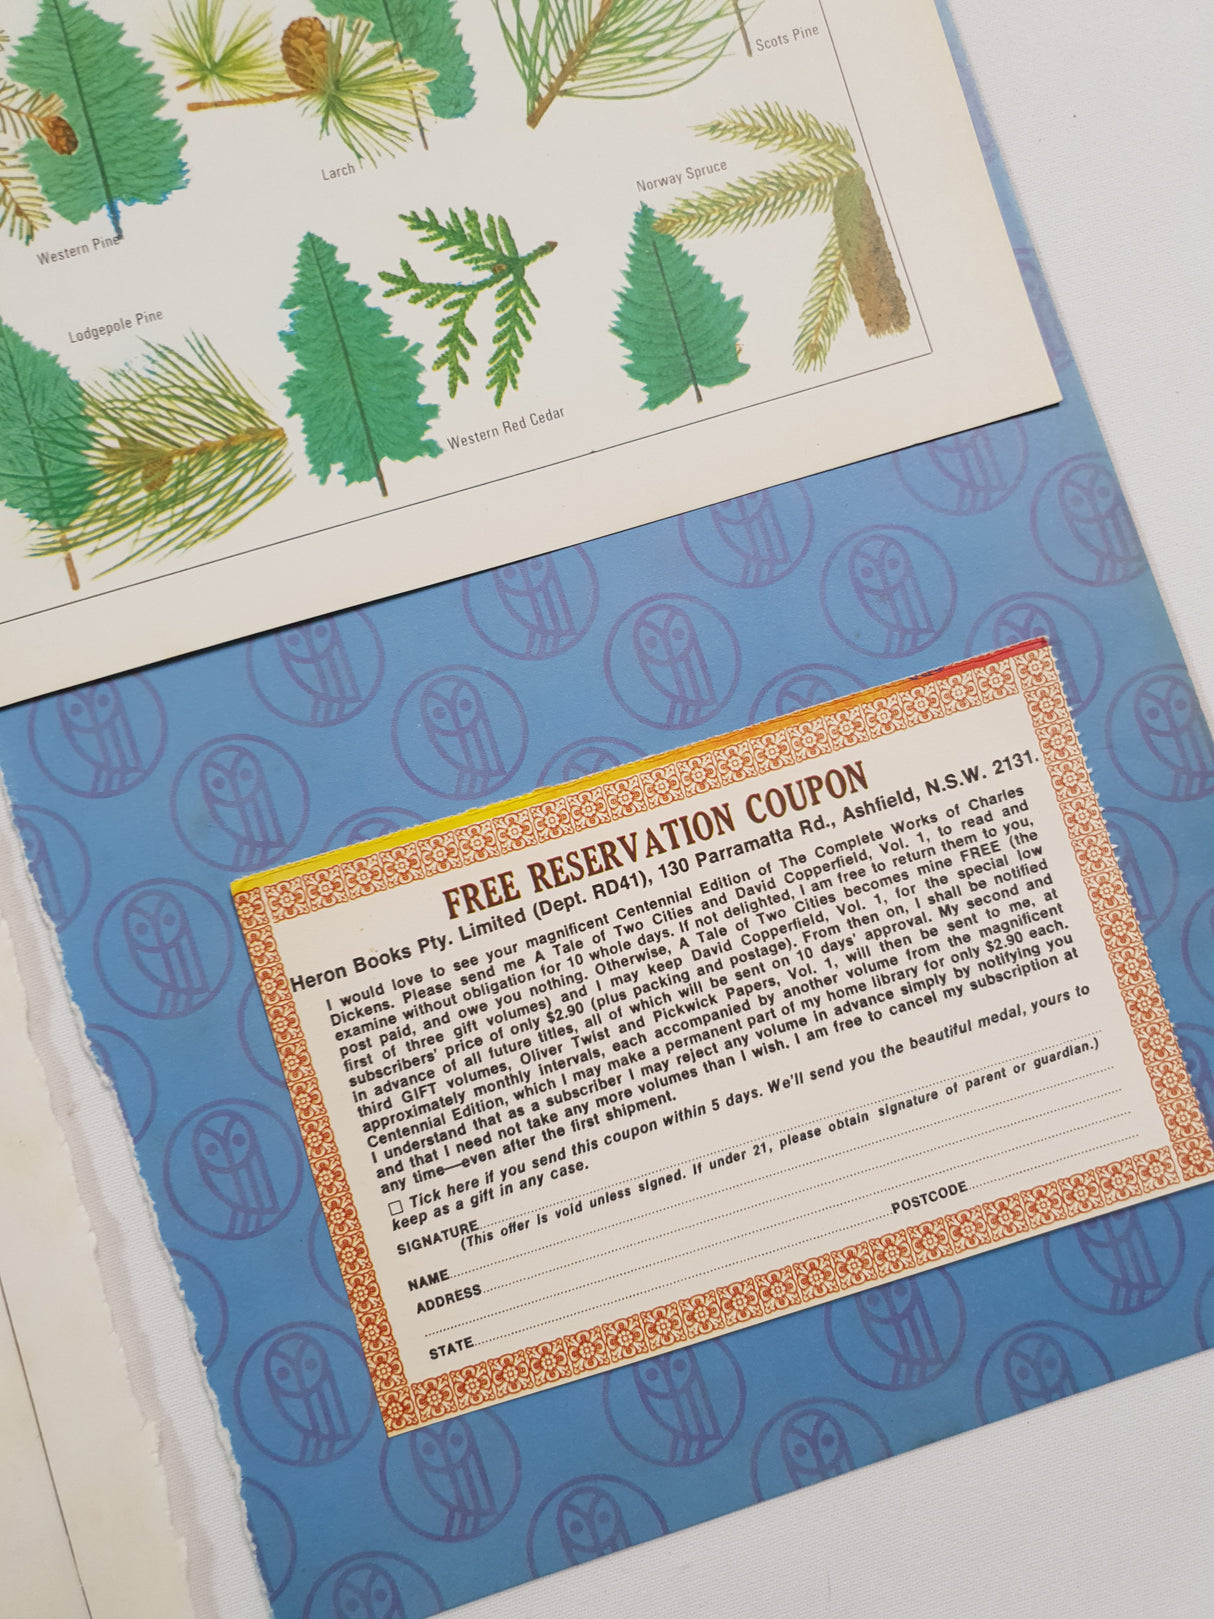 Scots Pine
Larch
Norway Spruce
Western Pine
Lodgepole Pine
Western Red Cedar
FREE RESERVATION COUPON
Heron Books Pty. Limited (Dept. RD41), 130 Parramatta Rd., Ashfield, N.S.W. 2131.
I would love to see your magnificent Centennial Edition of The Complete Works of Charles
Dickens. Please send me A Tale of Two Cities and David Copperfield, Vol. 1, to read and
examine without obligation for 10 whole days. If not delighted, I am free to return them to you,
post paid, and owe you nothing. Otherwise, A Tale of Two Cities becomes mine FREE (the
first of three gift volumes) and I may keep David Copperfield, Vol. 1, for the special low
subscribers' price of only $2.90 (plus packing and postage). From then on, I shall be notified
in advance of all future titles, all of which will be sent on 10 days' approval. My second and
third GIFT volumes, Oliver Twist and Pickwick Papers, Vol. 1, will then be sent to me, at
approximately monthly intervals, each accompanied by another volume from the magnificent
Centennial Edition, which I may make a permanent part of my home library for only $2.90 each.
I understand that as a subscriber I may reject any volume in advance simply by notifying you
and that I need not take any more volumes than I wish. I am free to cancel my subscription at
any time—even after the first shipment.
☐ Tick here if you send this coupon within 5 days. We'll send you the beautiful medal, yours to
keep as a gift in any case.
SIGNATURE
(This offer is void unless signed. If under 21, please obtain signature of parent or guardian.)
NAME
ADDRESS
STATE POSTCODE